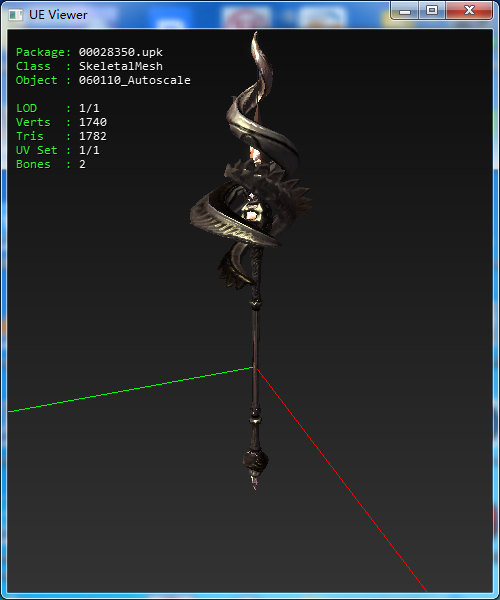 UE Viewer
Package: 00028350.upk
Class : SkeletalMesh
Object : 060110_Autoscale
LOD : 1/1
Verts : 1740
Tris : 1782
UV Set : 1/1
Bones : 2